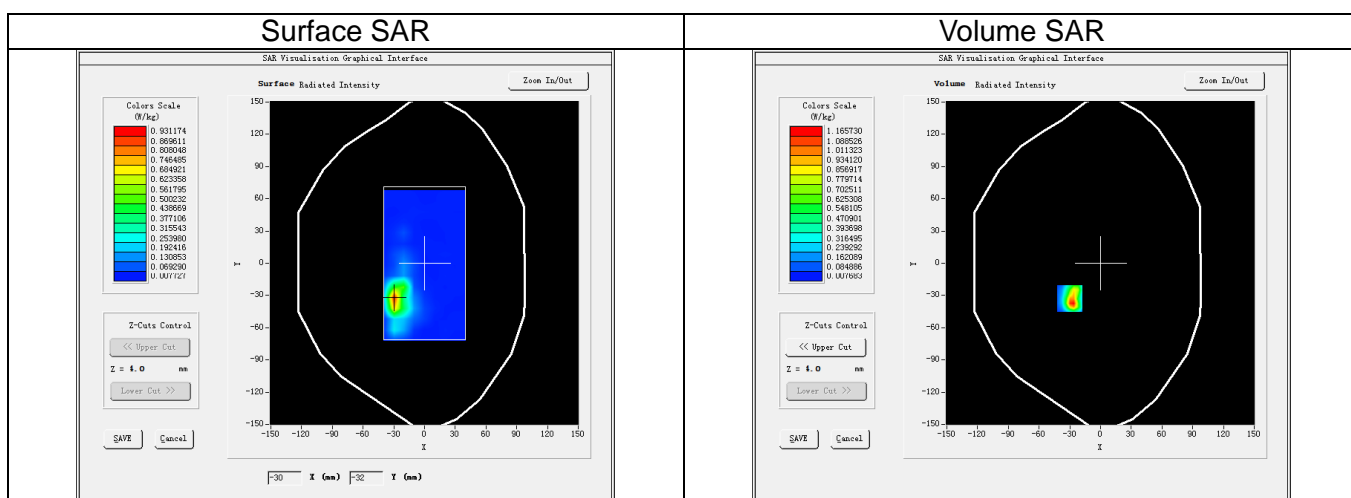 Surface SAR
SAR Visualisation Graphical Interface
Surface Radiated Intensity
Zoom In/Out
Colors Scale
(W/kg)
0.931174
0.869611
0.808048
0.746485
0.684921
0.623358
0.561795
0.500232
0.438669
0.377106
0.315543
0.253980
0.192416
0.130853
0.069290
0.007727
Z-Cuts Control
<< Upper Cut
Z = 4.0 mm
Lower Cut >>
SAVE Cancel
150
120
90
60
30
0
-30
-60
-90
-120
-150
Y
-150 -120 -90 -60 -30 0 30 60 90 120 150
X
-30 X (mm) -32 Y (mm)
Volume SAR
SAR Visualisation Graphical Interface
Volume Radiated Intensity
Zoom In/Out
Colors Scale
(W/kg)
1.165730
1.088526
1.011323
0.934120
0.856917
0.779714
0.702511
0.625308
0.548105
0.470901
0.393698
0.316495
0.239292
0.162089
0.084886
0.007683
Z-Cuts Control
<< Upper Cut
Z = 4.0 mm
Lower Cut >>
SAVE Cancel
150
120
90
60
30
0
-30
-60
-90
-120
-150
Y
-150 -120 -90 -60 -30 0 30 60 90 120 150
X